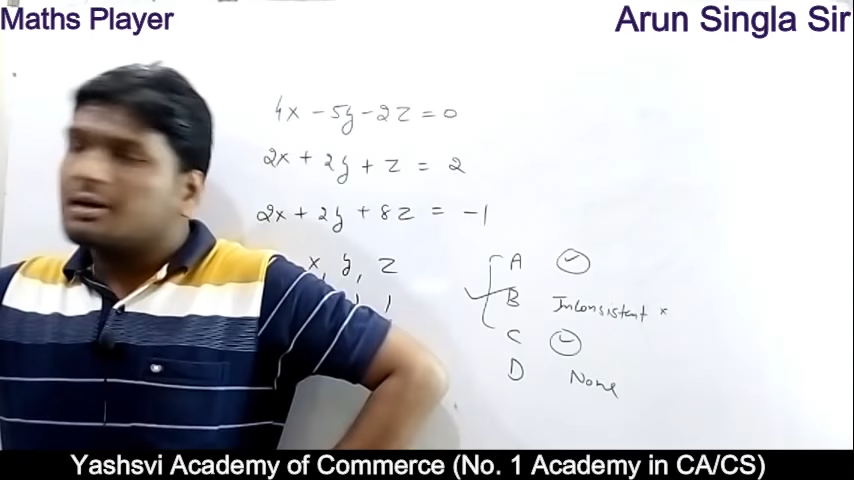 Maths Player
Arun Singla Sir
4x - 5y - 2z = 0
2x + 2y + z = 2
2x + 2y + 8z = -1
x, y, z
A ✓
B Inconsistent ×
C ✓
D None
Yashsvi Academy of Commerce (No. 1 Academy in CA/CS)